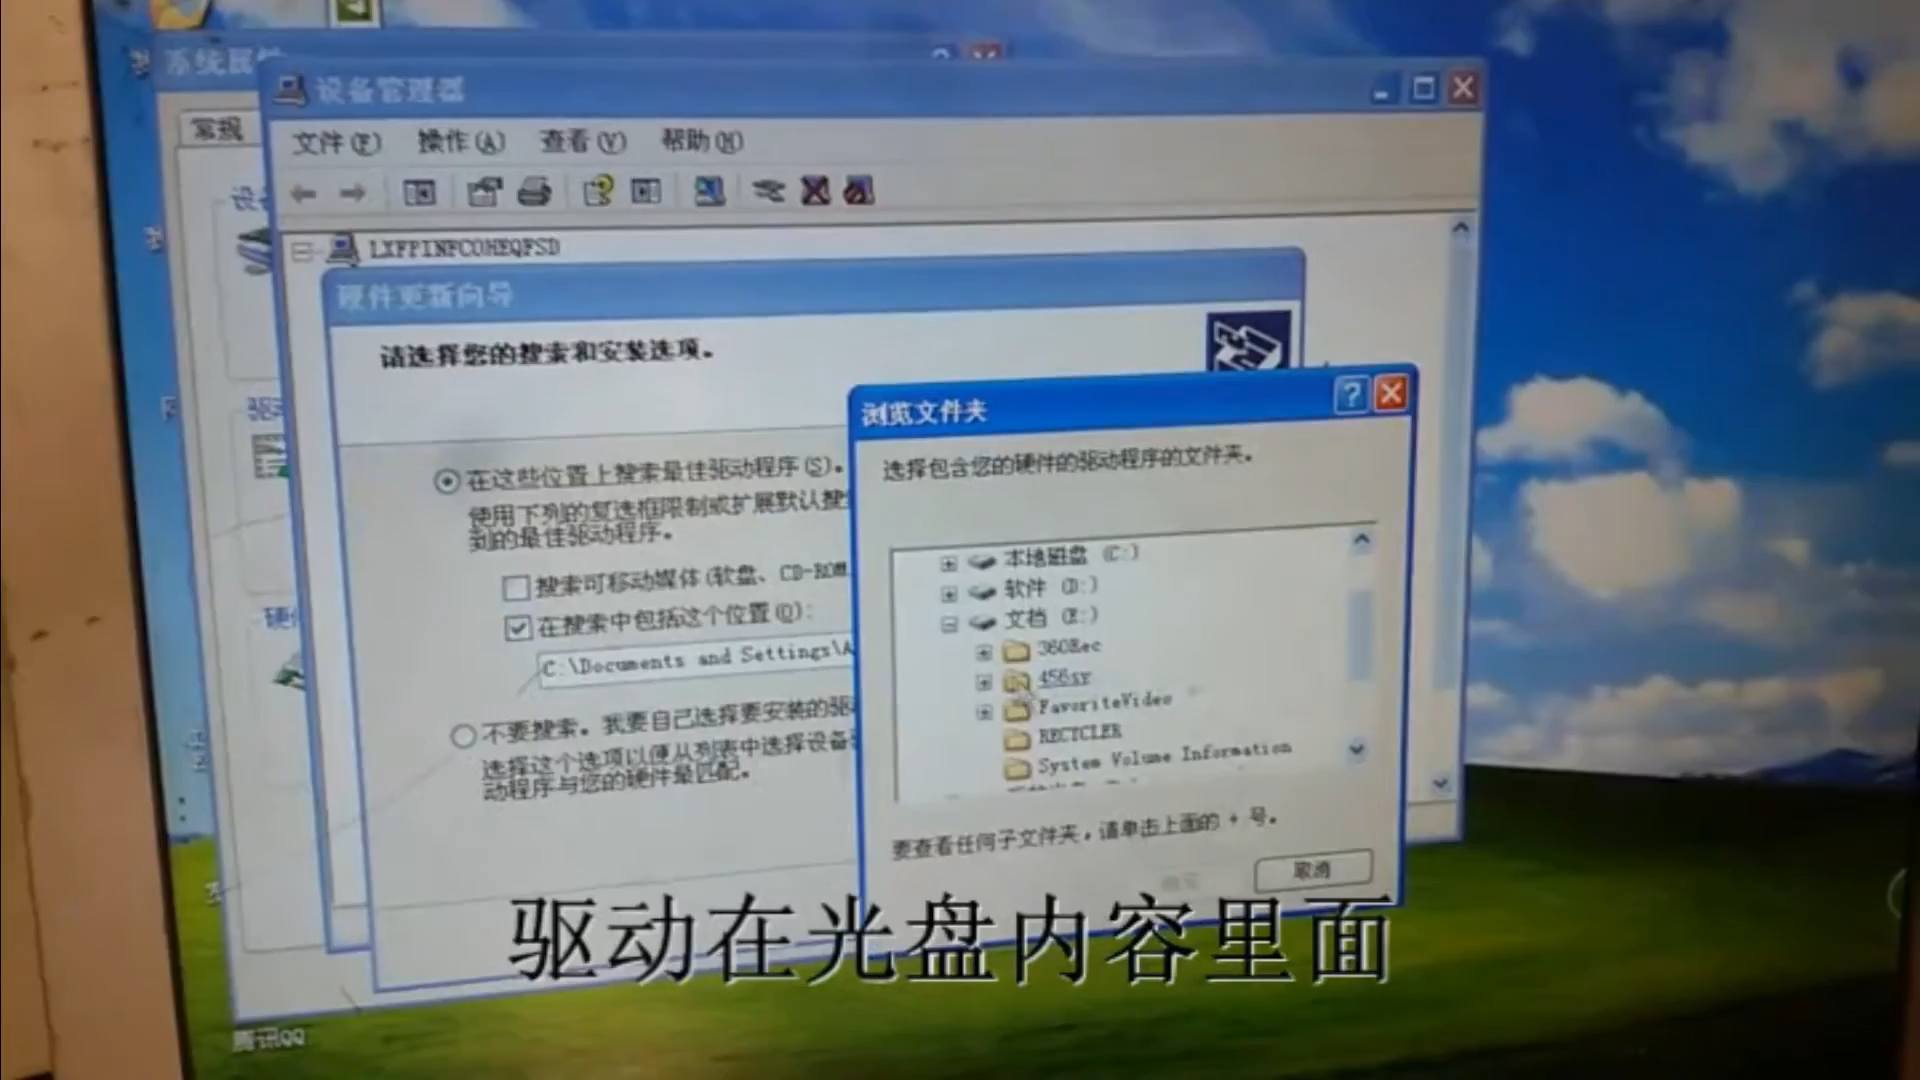 系统属性
设备管理器
常规
文件(F) 操作(A) 查看(V) 帮助(H)
LXFPINFCOHEQFSD
硬件更新向导
请选择您的搜索和安装选项。
在这些位置上搜索最佳驱动程序(S)。
使用下列的复选框限制或扩展默认搜
到的最佳驱动程序。
搜索可移动媒体(软盘、CD-ROM
在搜索中包括这个位置(O):
C:\Documents and Settings\A
不要搜索。我要自己选择要安装的驱
选择这个选项以便从列表中选择设备
动程序与您的硬件最匹配。
浏览文件夹
选择包含您的硬件的驱动程序的文件夹。
本地磁盘 (C:)
软件 (D:)
文档 (E:)
360Rec
456sy
FavoriteVideo
RECYCLER
System Volume Information
要查看任何子文件夹,请单击上面的 + 号。
取消
驱动在光盘内容里面
腾讯QQ